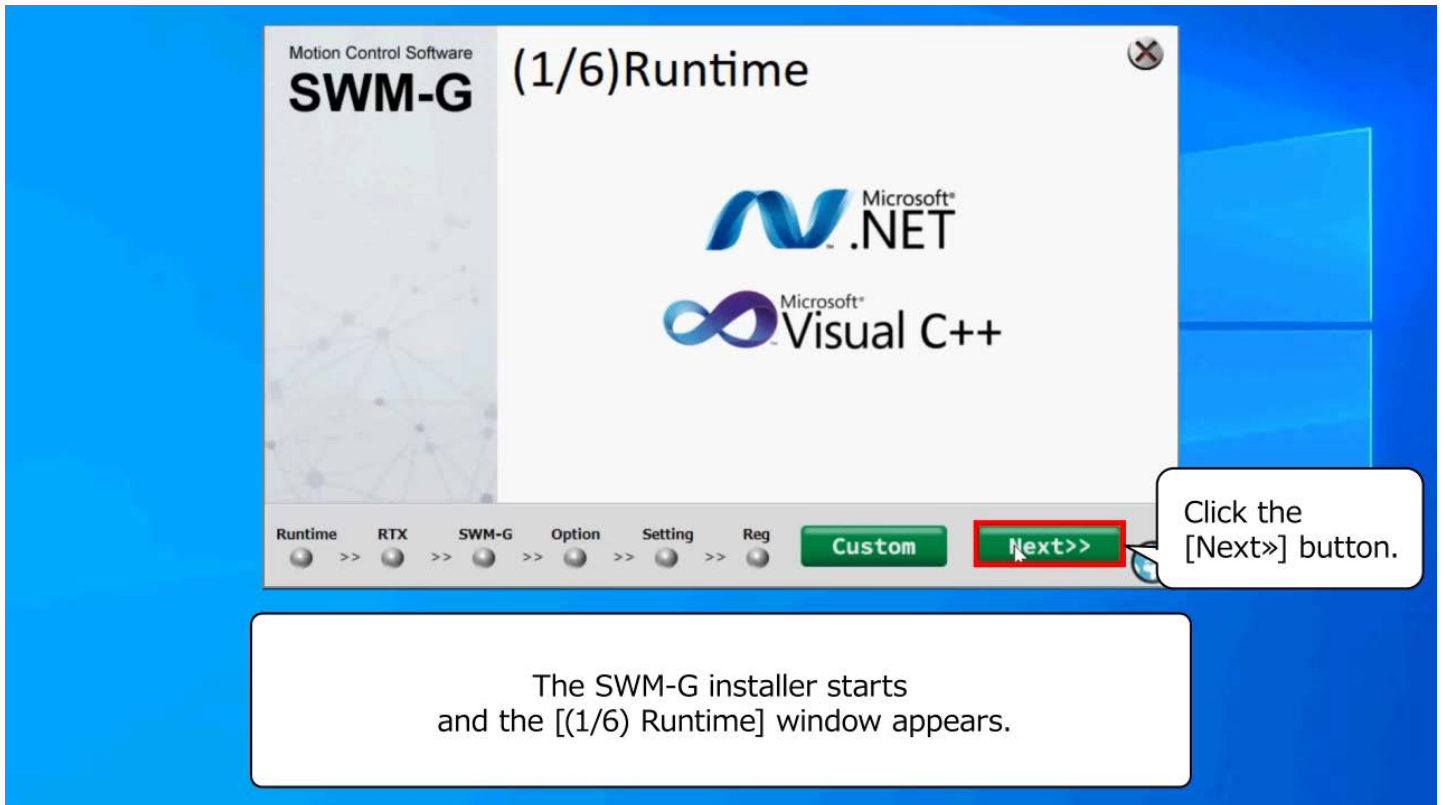 Motion Control Software
SWM-G
(1/6)Runtime
Microsoft®
.NET
Microsoft®
Visual C++
Runtime >> RTX >> SWM-G >> Option >> Setting >> Reg
Custom
Next>>
Click the
[Next»] button.
The SWM-G installer starts
and the [(1/6) Runtime] window appears.